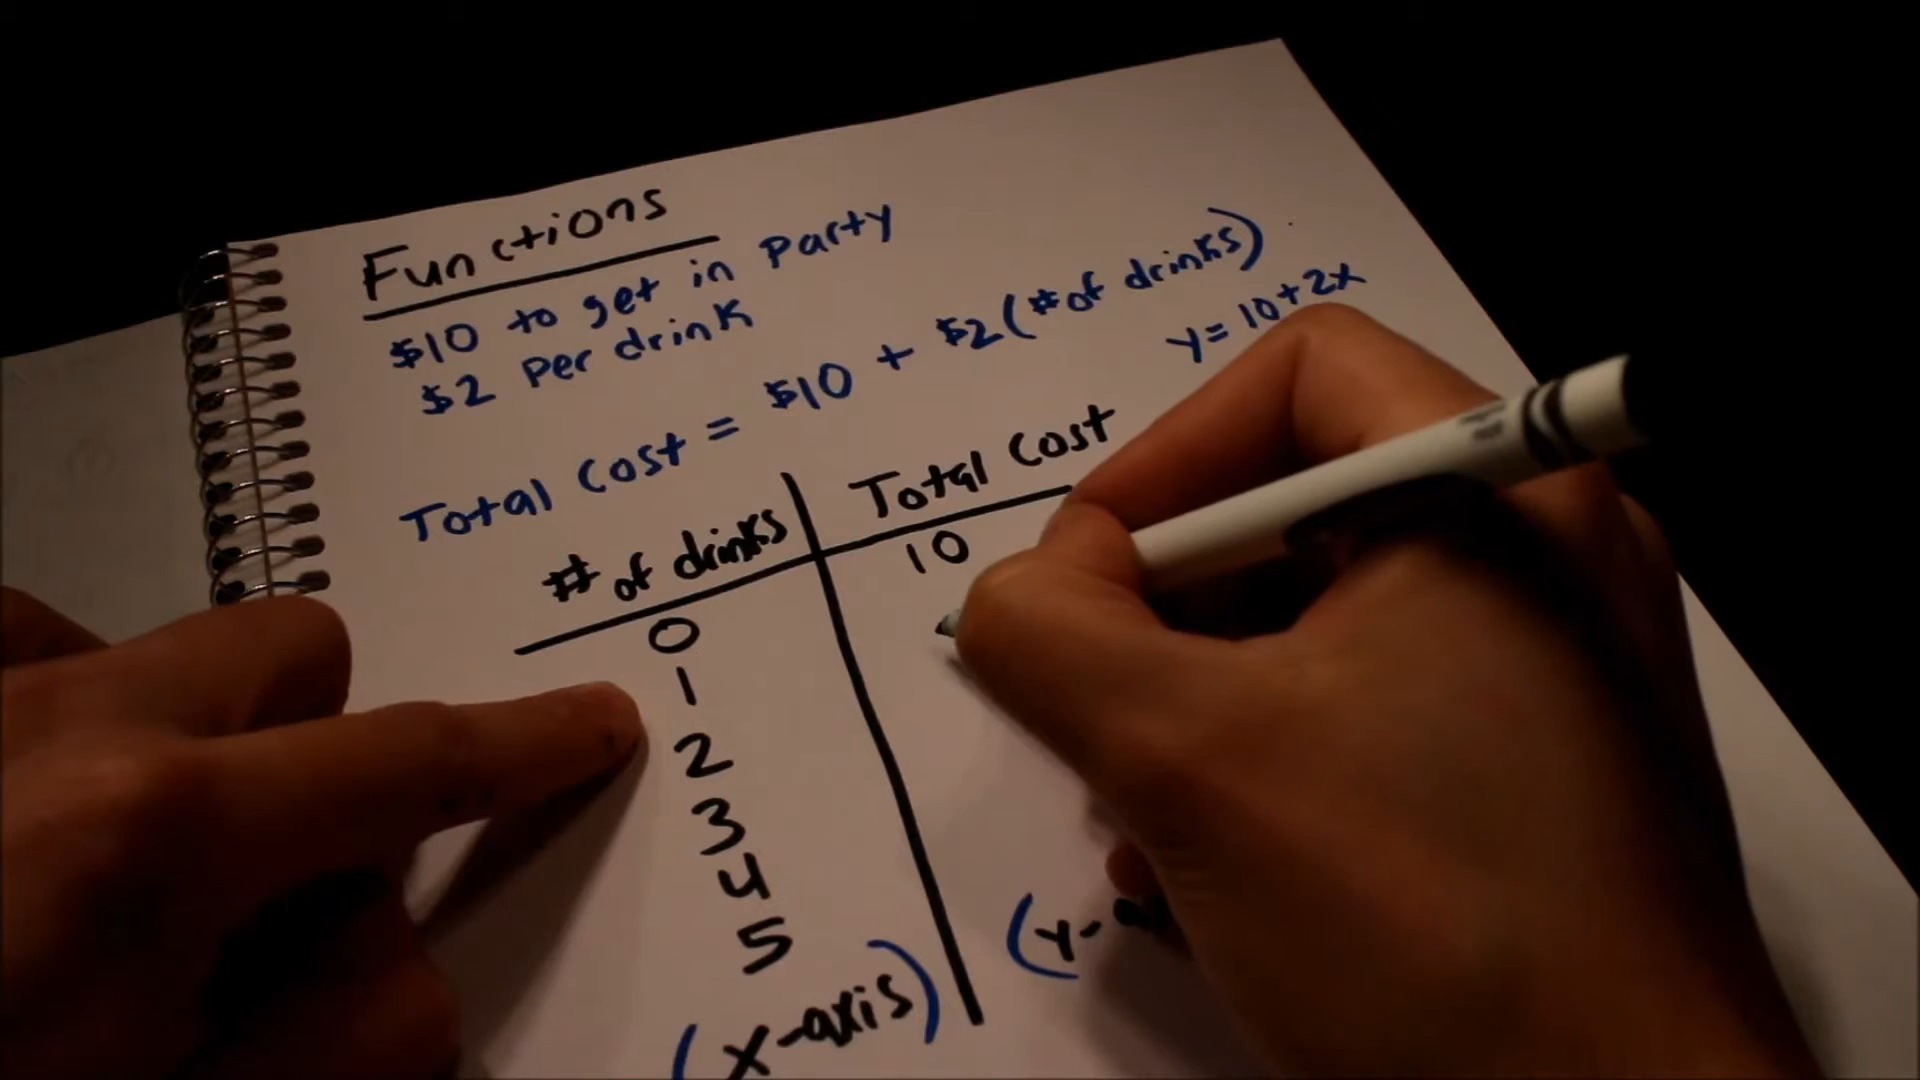 Functions
$10 to get in party
$2 per drink
Total cost = $10 + $2(# of drinks)
y=10+2x
# of drinks Total cost
0 10
1
2
3
4
5
(x-axis) (y-